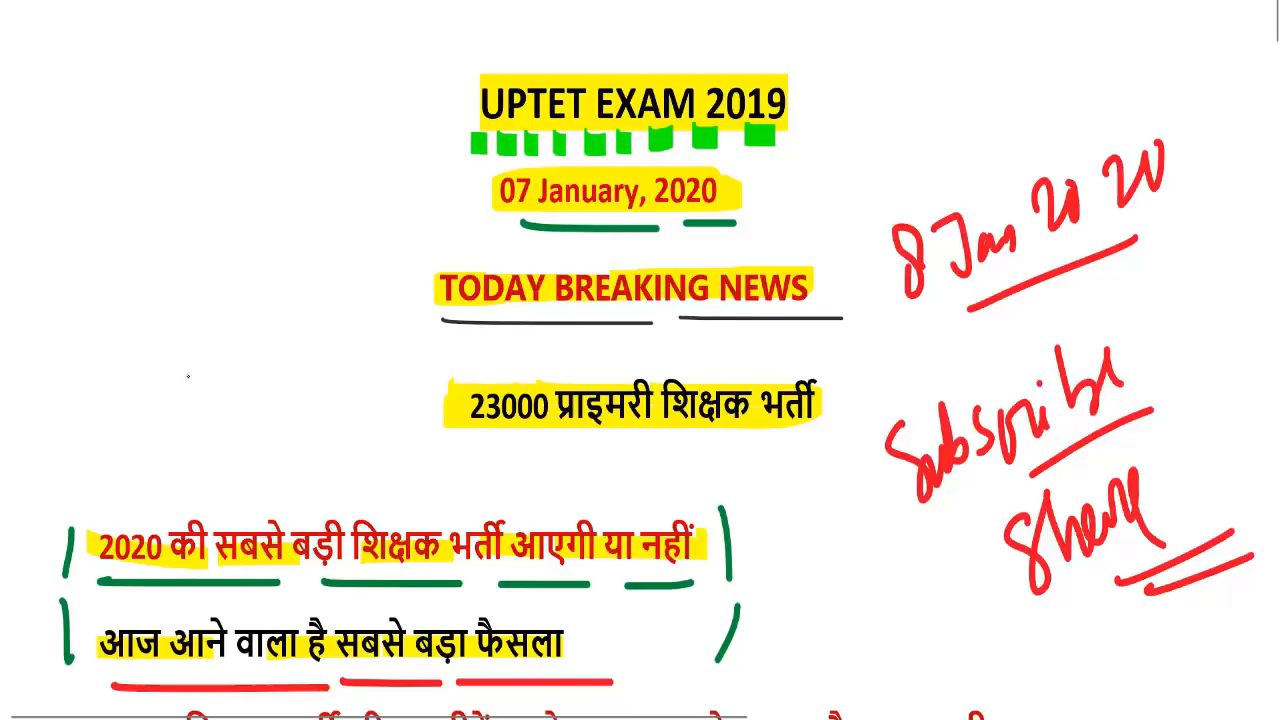 UPTET EXAM 2019
07 January, 2020
8 Jan 2020
TODAY BREAKING NEWS
23000 प्राइमरी शिक्षक भर्ती
Subscribe
Share
2020 की सबसे बड़ी शिक्षक भर्ती आएगी या नहीं
आज आने वाला है सबसे बड़ा फैसला